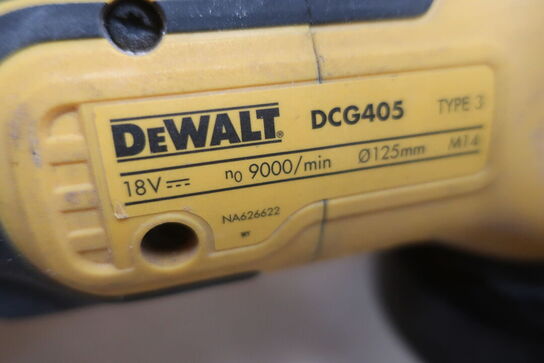 DEWALT® DCG405 TYPE 3
18V n0 9000/min Ø125mm M14
NA626622